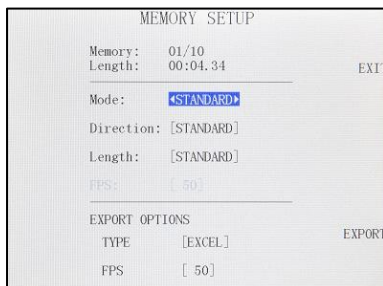 MEMORY SETUP
Memory: 01/10
Length: 00:04.34
EXIT
Mode: ◂STANDARD▸
Direction: [STANDARD]
Length: [STANDARD]
FPS: [ 50]
EXPORT OPTIONS
TYPE [EXCEL]
EXPORT
FPS [ 50]